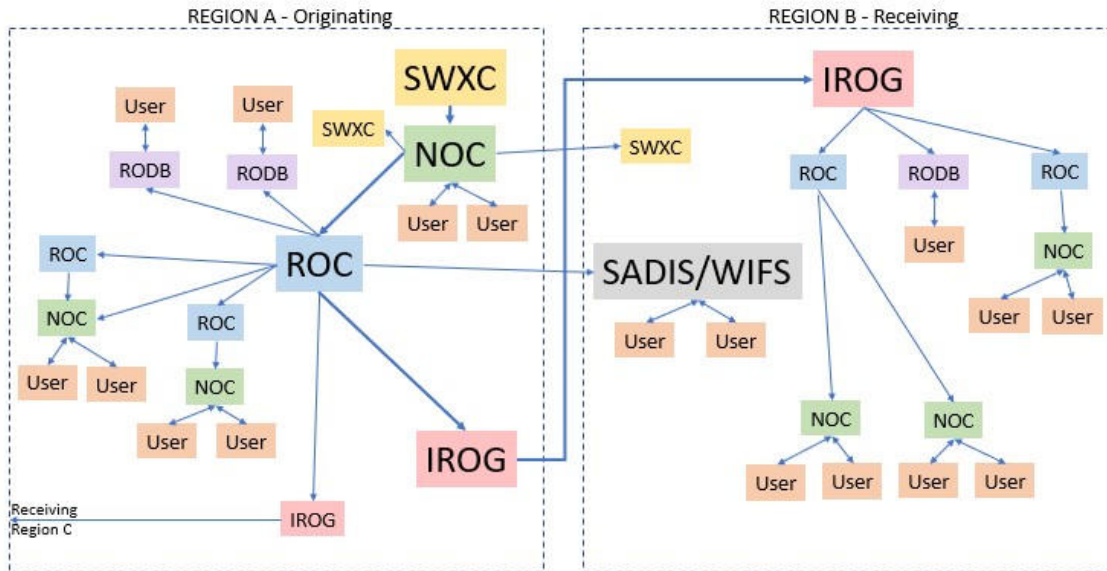 REGION A - Originating
REGION B - Receiving
SWXC
IROG
User
User
SWXC
NOC
SWXC
RODB
RODB
ROC
RODB
ROC
User
User
User
ROC
ROC
SADIS/WIFS
NOC
NOC
ROC
User
User
User
User
User
User
NOC
User
User
NOC
NOC
IROG
User
User
User
User
Receiving
Region C
IROG